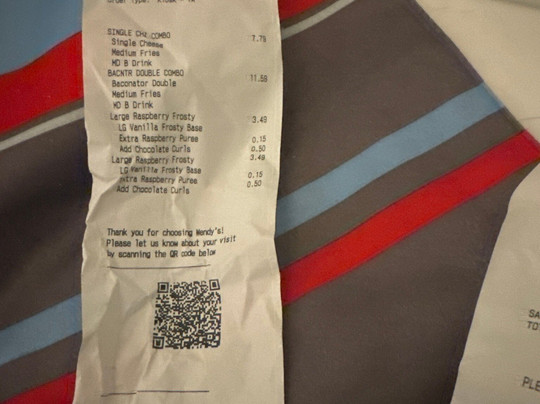 SINGLE CHZ COMBO 7.79
Single Cheese
Medium Fries
MD B Drink
BACNTR DOUBLE COMBO 11.59
Baconator Double
Medium Fries
MD B Drink
Large Raspberry Frosty 3.49
LG Vanilla Frosty Base
Extra Raspberry Puree 0.15
Add Chocolate Curls 0.50
Large Raspberry Frosty 3.49
LG Vanilla Frosty Base
Extra Raspberry Puree 0.15
Add Chocolate Curls 0.50
Thank you for choosing Wendy's!
Please let us know about your visit
by scanning the QR code below